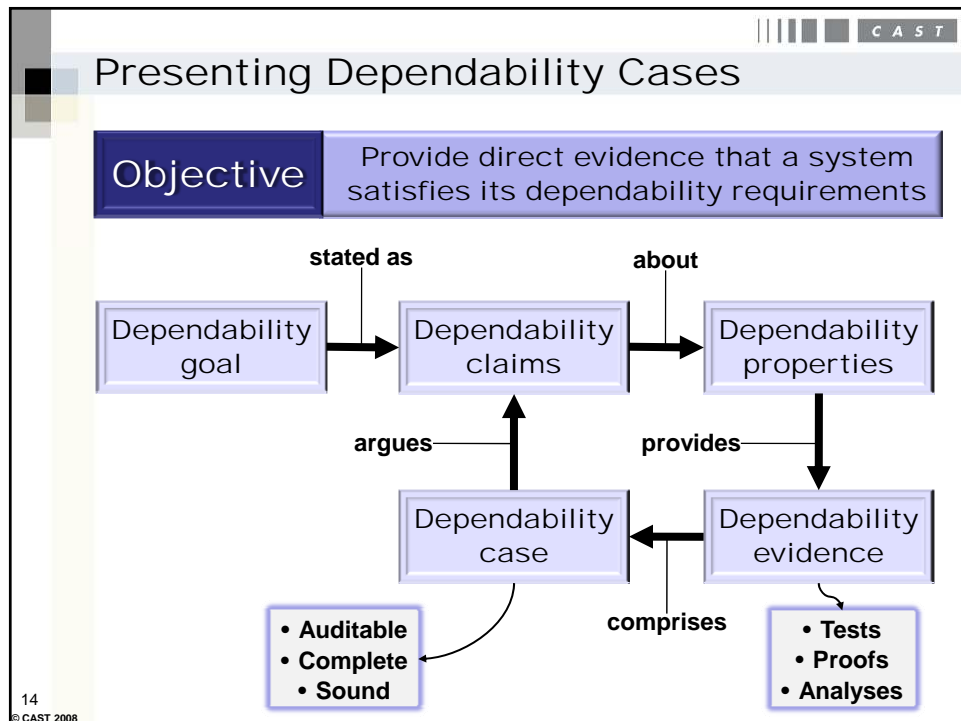 C A S T
Presenting Dependability Cases
Objective
Provide direct evidence that a system
satisfies its dependability requirements
stated as
about
Dependability
goal
Dependability
claims
Dependability
properties
argues
provides
Dependability
case
Dependability
evidence
comprises
• Auditable
• Complete
• Sound
• Tests
• Proofs
• Analyses
14
© CAST 2008